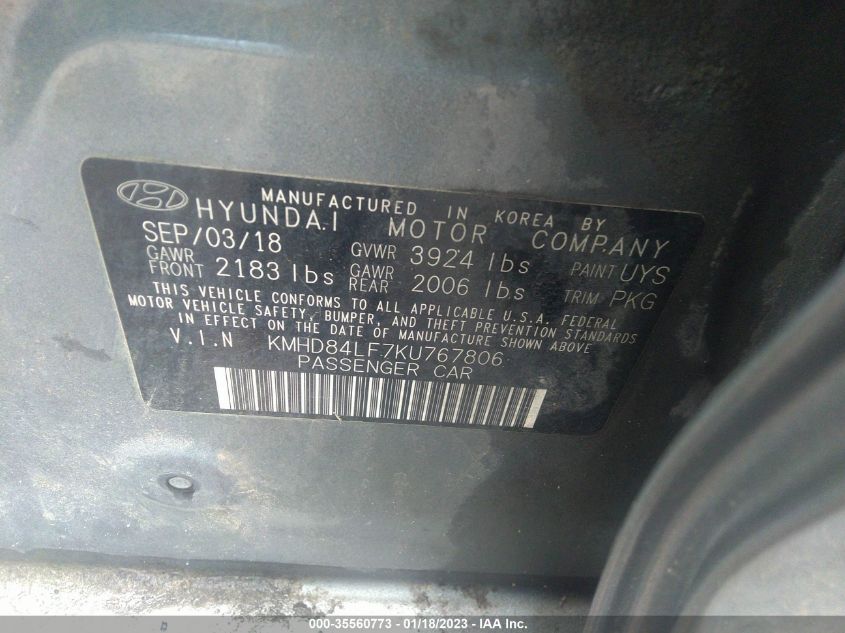 MANUFACTURED IN KOREA BY
HYUNDAI MOTOR COMPANY
SEP/03/18 GVWR 3924 lbs PAINT UYS
GAWR FRONT 2183 lbs GAWR REAR 2006 lbs TRIM PKG
THIS VEHICLE CONFORMS TO ALL APPLICABLE U.S.A. FEDERAL
MOTOR VEHICLE SAFETY, BUMPER, AND THEFT PREVENTION STANDARDS
IN EFFECT ON THE DATE OF MANUFACTURE SHOWN ABOVE
V.I.N KMHD84LF7KU767806
PASSENGER CAR
000-35560773 - 01/18/2023 - IAA Inc.